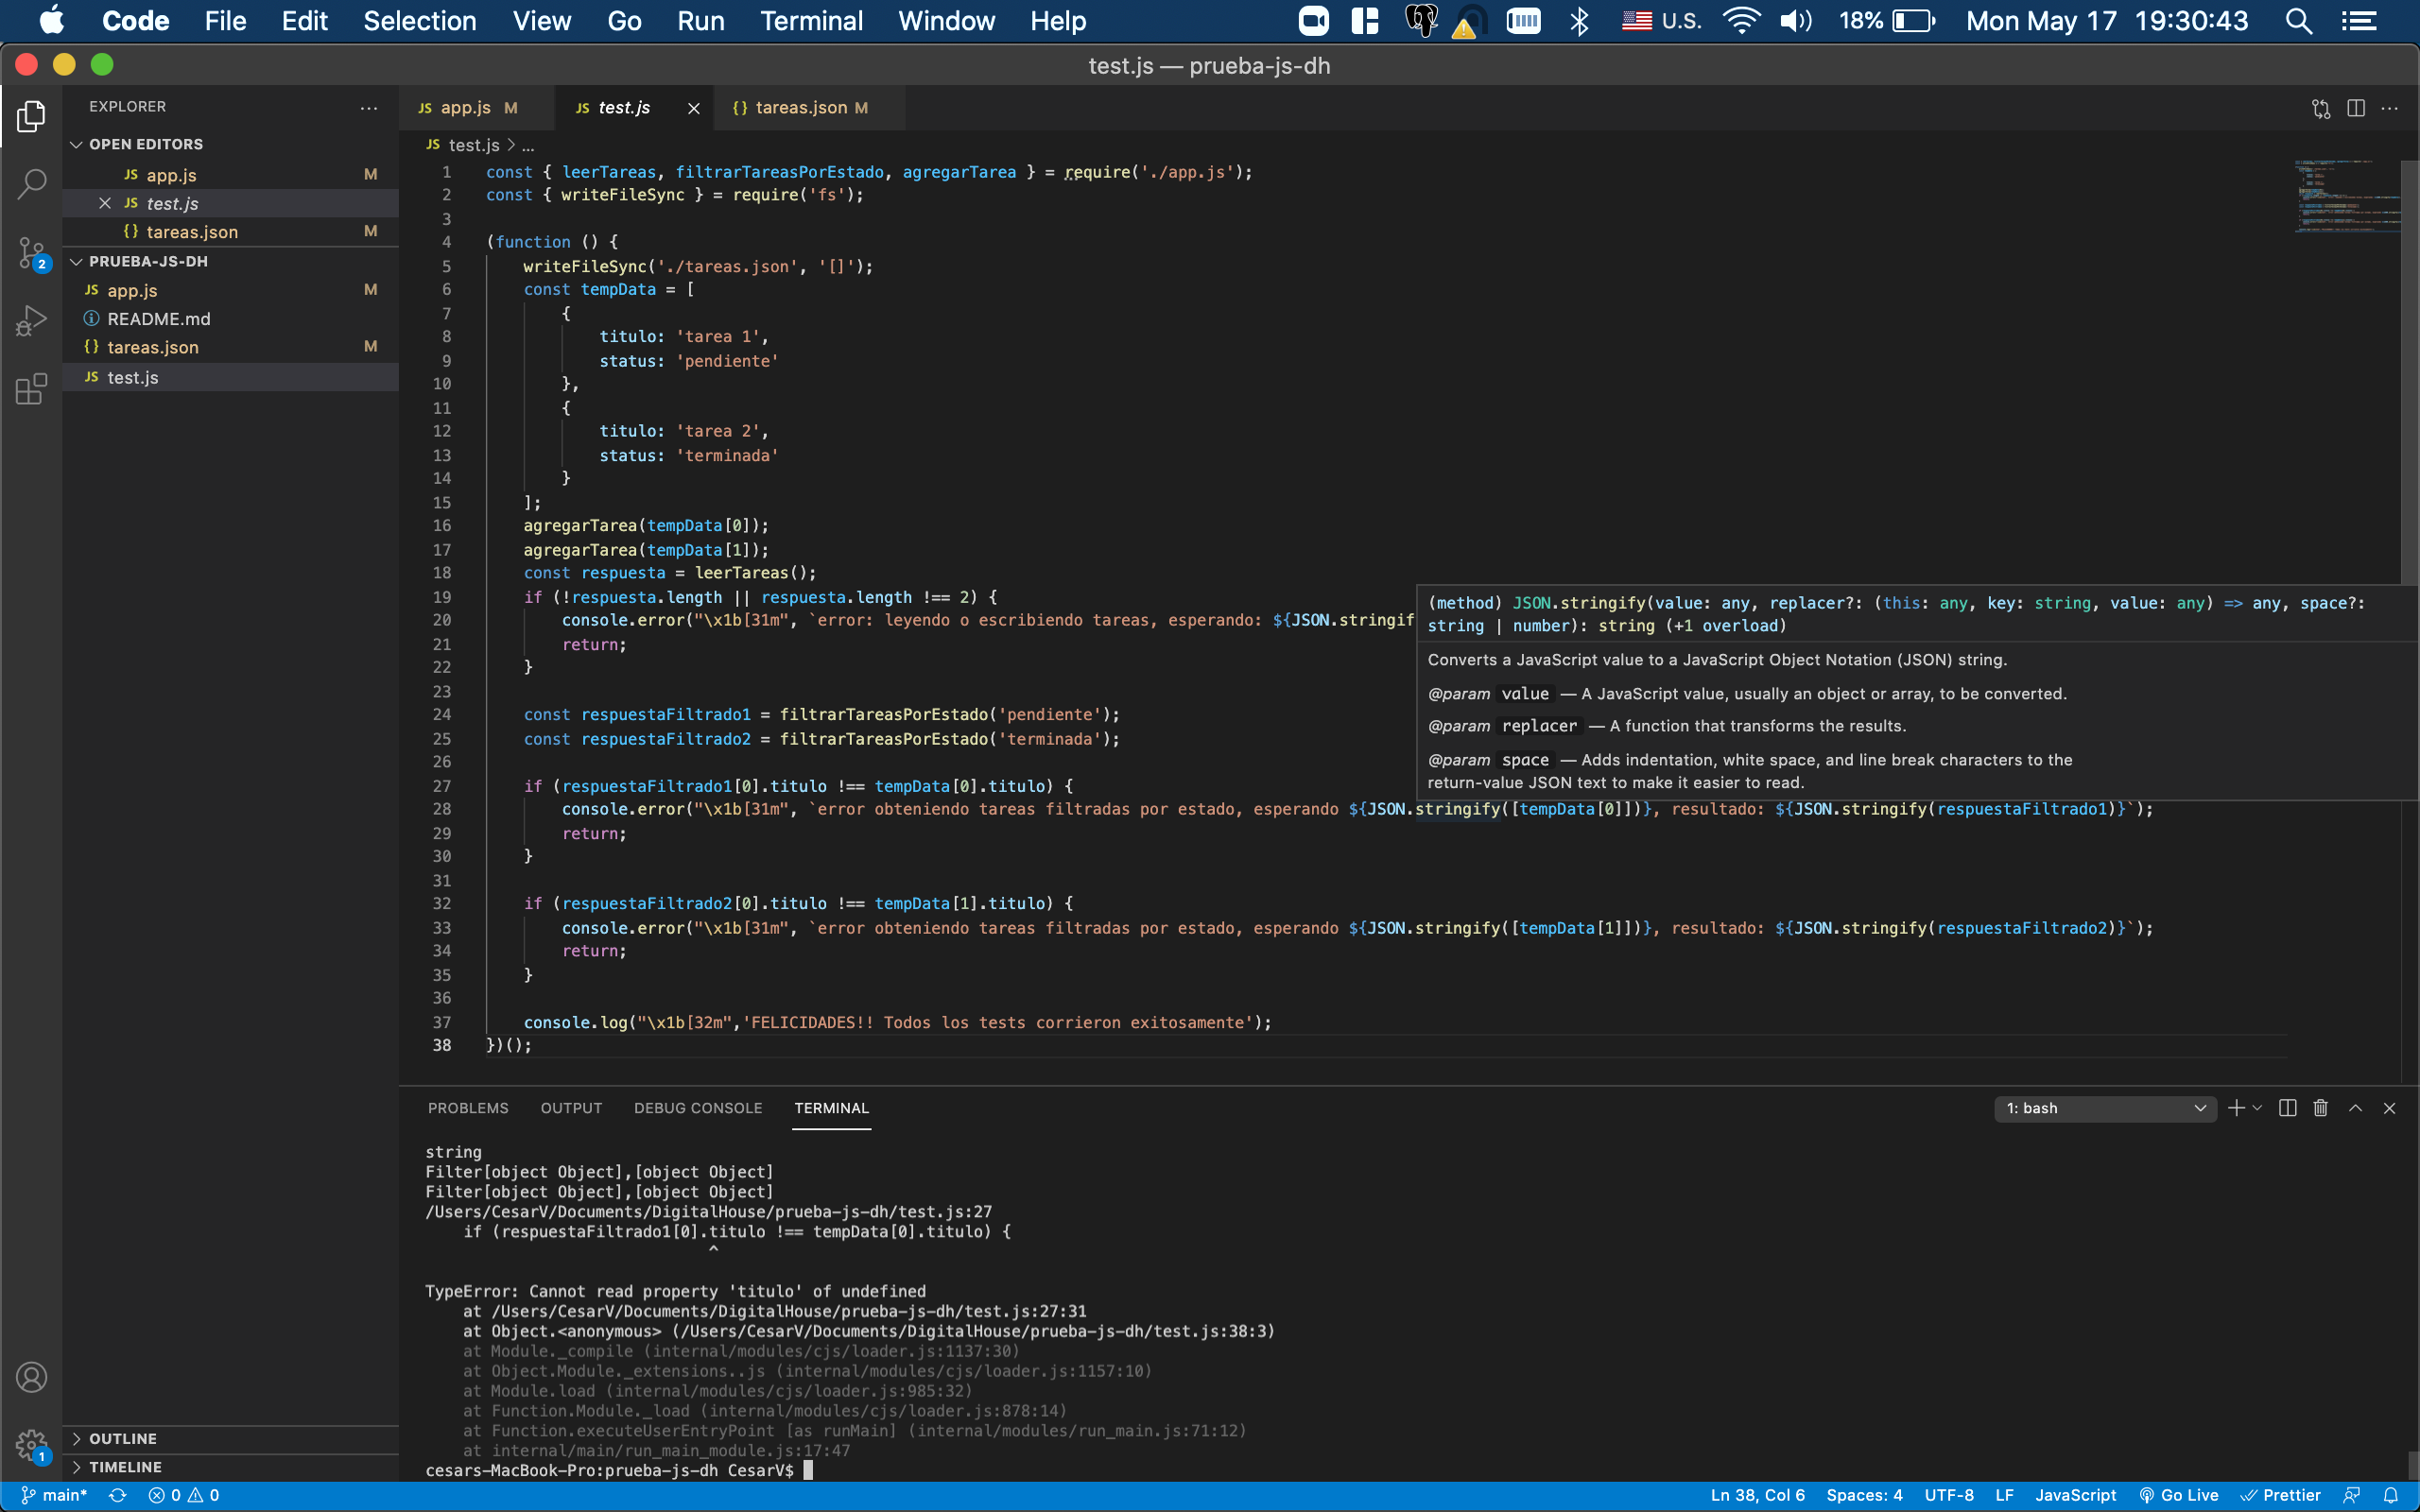 Code File Edit Selection View Go Run Terminal Window Help U.S. 18% Mon May 17 19:30:43
test.js — prueba-js-dh
EXPLORER
OPEN EDITORS
JS app.js M
JS test.js
{} tareas.json M
PRUEBA-JS-DH
JS app.js M
README.md
{} tareas.json M
JS test.js
2
OUTLINE
TIMELINE
1
JS app.js M JS test.js {} tareas.json M
JS test.js > ...
1 const { leerTareas, filtrarTareasPorEstado, agregarTarea } = require('./app.js');
2 const { writeFileSync } = require('fs');
3
4 (function () {
5 writeFileSync('./tareas.json', '[]');
6 const tempData = [
7 {
8 titulo: 'tarea 1',
9 status: 'pendiente'
10 },
11 {
12 titulo: 'tarea 2',
13 status: 'terminada'
14 }
15 ];
16 agregarTarea(tempData[0]);
17 agregarTarea(tempData[1]);
18 const respuesta = leerTareas();
19 if (!respuesta.length || respuesta.length !== 2) {
20 console.error("\x1b[31m", `error: leyendo o escribiendo tareas, esperando: ${JSON.stringif
21 return;
22 }
23
24 const respuestaFiltrado1 = filtrarTareasPorEstado('pendiente');
25 const respuestaFiltrado2 = filtrarTareasPorEstado('terminada');
26
27 if (respuestaFiltrado1[0].titulo !== tempData[0].titulo) {
28 console.error("\x1b[31m", `error obteniendo tareas filtradas por estado, esperando ${JSON.stringify([tempData[0]])}, resultado: ${JSON.stringify(respuestaFiltrado1)}`);
29 return;
30 }
31
32 if (respuestaFiltrado2[0].titulo !== tempData[1].titulo) {
33 console.error("\x1b[31m", `error obteniendo tareas filtradas por estado, esperando ${JSON.stringify([tempData[1]])}, resultado: ${JSON.stringify(respuestaFiltrado2)}`);
34 return;
35 }
36
37 console.log("\x1b[32m",'FELICIDADES!! Todos los tests corrieron exitosamente');
38 })();
(method) JSON.stringify(value: any, replacer?: (this: any, key: string, value: any) => any, space?:
string | number): string (+1 overload)
Converts a JavaScript value to a JavaScript Object Notation (JSON) string.
@param value — A JavaScript value, usually an object or array, to be converted.
@param replacer — A function that transforms the results.
@param space — Adds indentation, white space, and line break characters to the
return-value JSON text to make it easier to read.
PROBLEMS OUTPUT DEBUG CONSOLE TERMINAL 1: bash
string
Filter[object Object],[object Object]
Filter[object Object],[object Object]
/Users/CesarV/Documents/DigitalHouse/prueba-js-dh/test.js:27
if (respuestaFiltrado1[0].titulo !== tempData[0].titulo) {
^
TypeError: Cannot read property 'titulo' of undefined
at /Users/CesarV/Documents/DigitalHouse/prueba-js-dh/test.js:27:31
at Object.<anonymous> (/Users/CesarV/Documents/DigitalHouse/prueba-js-dh/test.js:38:3)
at Module._compile (internal/modules/cjs/loader.js:1137:30)
at Object.Module._extensions..js (internal/modules/cjs/loader.js:1157:10)
at Module.load (internal/modules/cjs/loader.js:985:32)
at Function.Module._load (internal/modules/cjs/loader.js:878:14)
at Function.executeUserEntryPoint [as runMain] (internal/modules/run_main.js:71:12)
at internal/main/run_main_module.js:17:47
cesars-MacBook-Pro:prueba-js-dh CesarV$
main* 0 0 Ln 38, Col 6 Spaces: 4 UTF-8 LF JavaScript Go Live Prettier